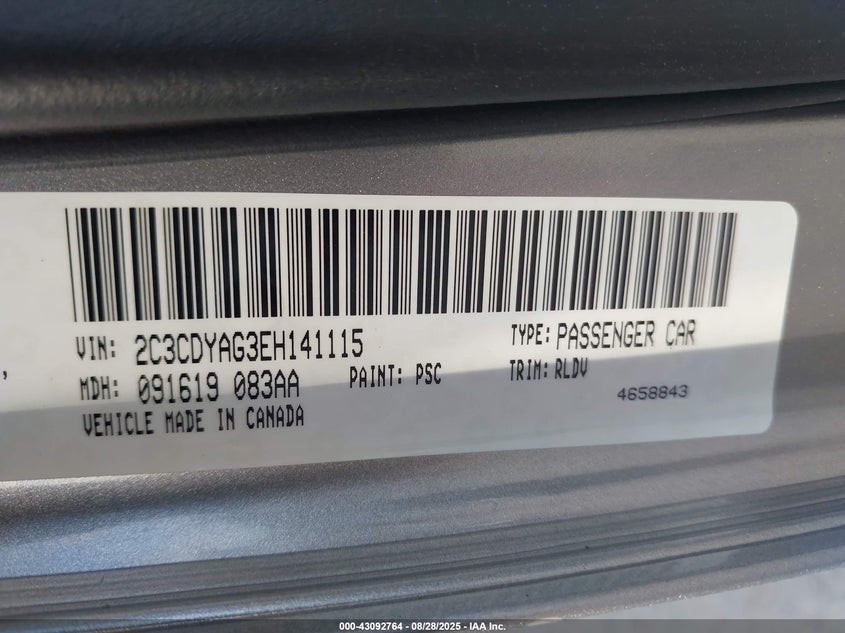 VIN: 2C3CDYAG3EH141115 TYPE: PASSENGER CAR
MDH: 091619 083AA PAINT: PSC TRIM: RLDV
VEHICLE MADE IN CANADA 4658843
000-43092764 - 08/28/2025 - IAA Inc.